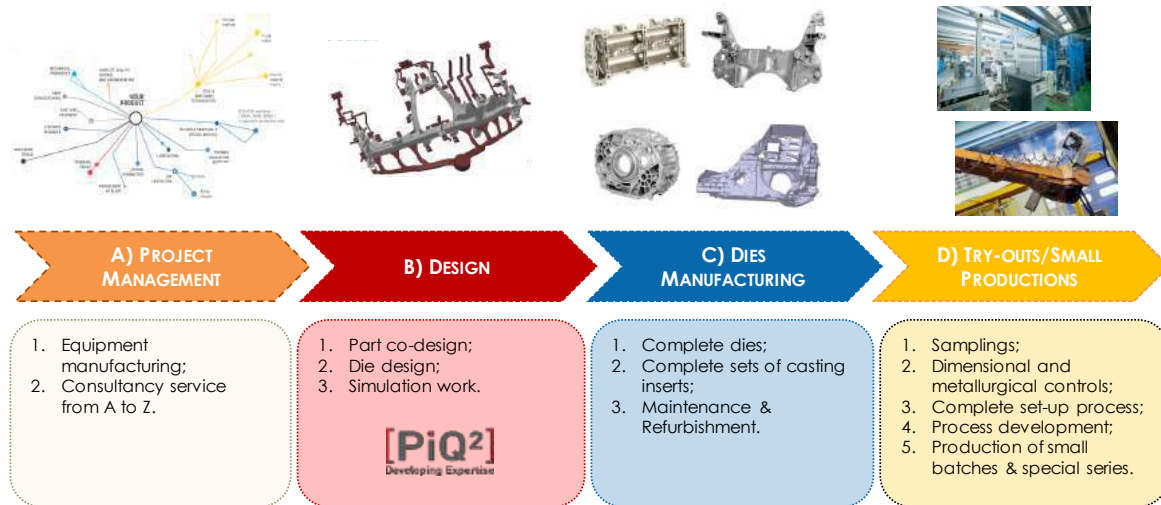 YOUR
PRODUCT
A) PROJECT
MANAGEMENT
B) DESIGN
C) DIES
MANUFACTURING
D) TRY-OUTS/SMALL
PRODUCTIONS
1. Equipment
manufacturing;
2. Consultancy service
from A to Z.
1. Part co-design;
2. Die design;
3. Simulation work.
[PiQ²]
Developing Expertise
1. Complete dies;
2. Complete sets of casting
inserts;
3. Maintenance &
Refurbishment.
1. Samplings;
2. Dimensional and
metallurgical controls;
3. Complete set-up process;
4. Process development;
5. Production of small
batches & special series.